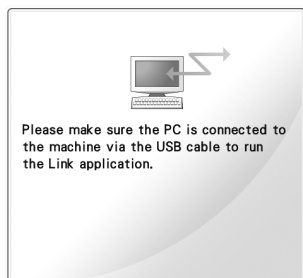 Please make sure the PC is connected to
the machine via the USB cable to run
the Link application.